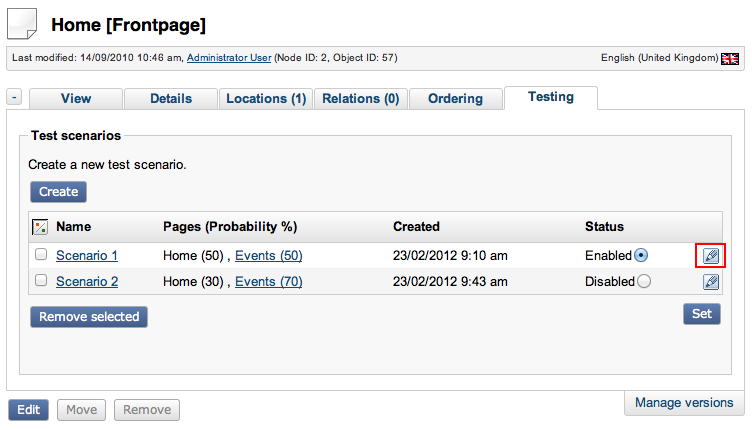 Home [Frontpage]
Last modified: 14/09/2010 10:46 am, Administrator User (Node ID: 2, Object ID: 57) English (United Kingdom)
- View Details Locations (1) Relations (0) Ordering Testing
Test scenarios
Create a new test scenario.
Create
Name Pages (Probability %) Created Status
Scenario 1 Home (50) , Events (50) 23/02/2012 9:10 am Enabled
Scenario 2 Home (30) , Events (70) 23/02/2012 9:43 am Disabled
Remove selected Set
Edit Move Remove Manage versions